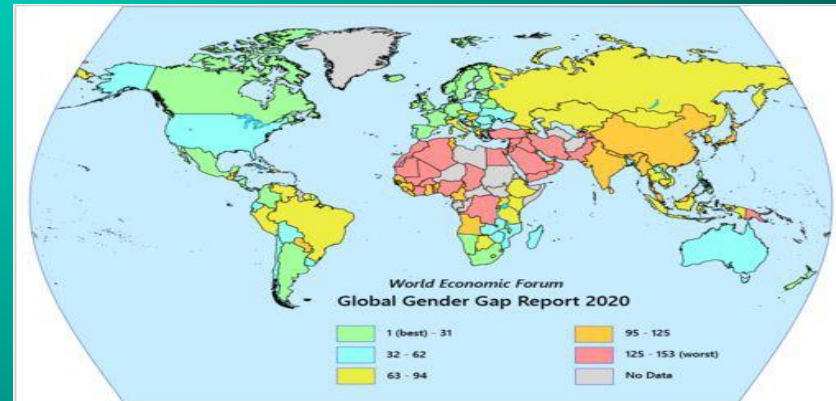 World Economic Forum
Global Gender Gap Report 2020
1 (best) - 31
32 - 62
63 - 94
95 - 125
125 - 153 (worst)
No Data